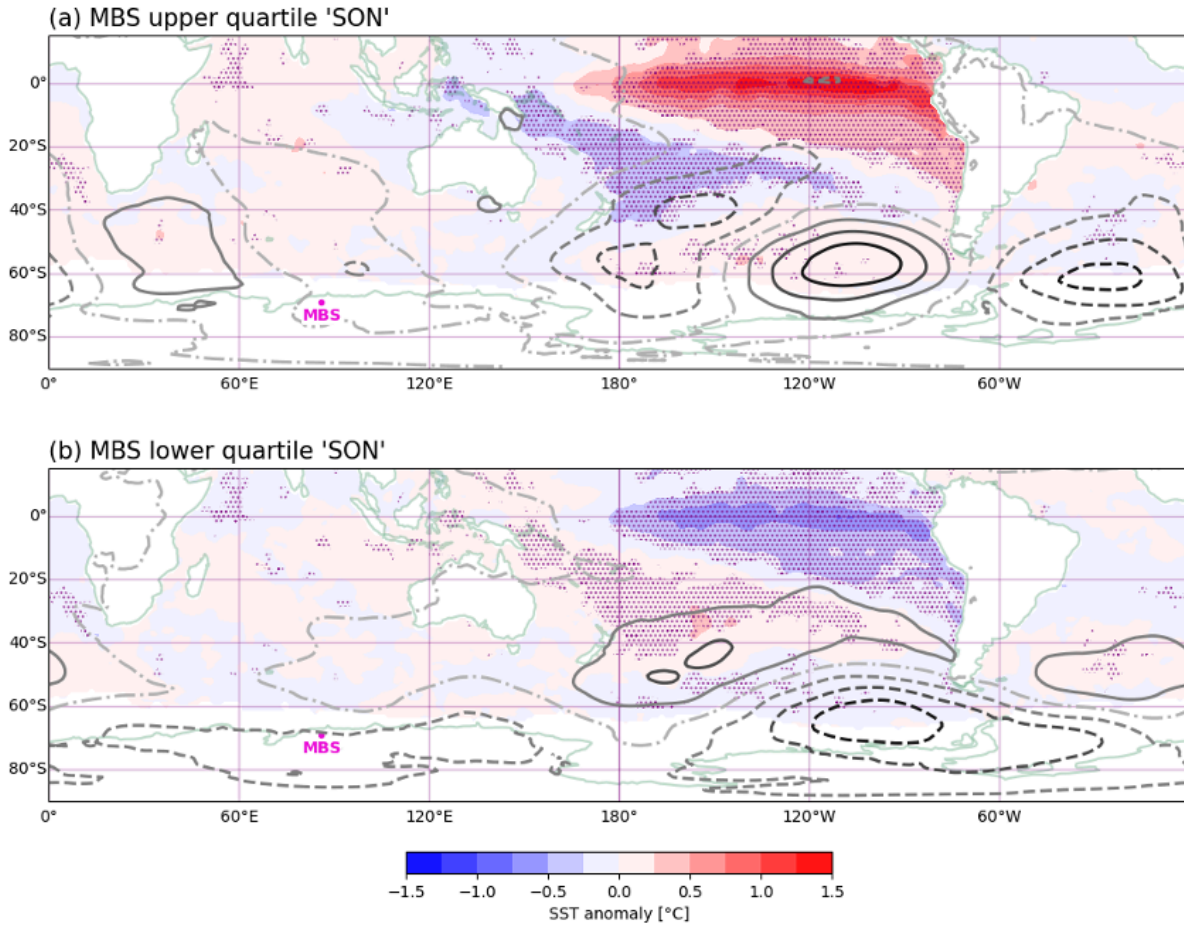 (a) MBS upper quartile 'SON'
0°
20°S
40°S
60°S
MBS
80°S
0° 60°E 120°E 180° 120°W 60°W
(b) MBS lower quartile 'SON'
0°
20°S
40°S
60°S
MBS
80°S
0° 60°E 120°E 180° 120°W 60°W
−1.5 −1.0 −0.5 0.0 0.5 1.0 1.5
SST anomaly [°C]